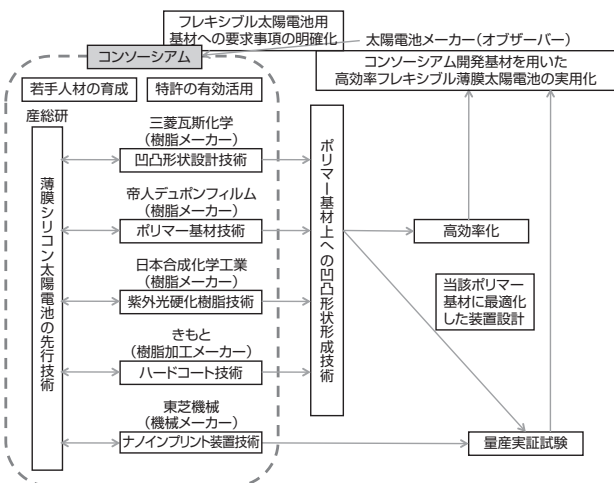 フレキシブル太陽電池用
基材への要求事項の明確化
太陽電池メーカー(オブザーバー)
コンソーシアム
コンソーシアム開発基材を用いた
高効率フレキシブル薄膜太陽電池の実用化
若手人材の育成
特許の有効活用
産総研
薄膜シリコン太陽電池の先行技術
三菱瓦斯化学
(樹脂メーカー)
凹凸形状設計技術
帝人デュポンフィルム
(樹脂メーカー)
ポリマー基材技術
日本合成化学工業
(樹脂メーカー)
紫外光硬化樹脂技術
きもと
(樹脂加工メーカー)
ハードコート技術
東芝機械
(機械メーカー)
ナノインプリント装置技術
ポリマー基材上への凹凸形状形成技術
高効率化
当該ポリマー
基材に最適化
した装置設計
量産実証試験